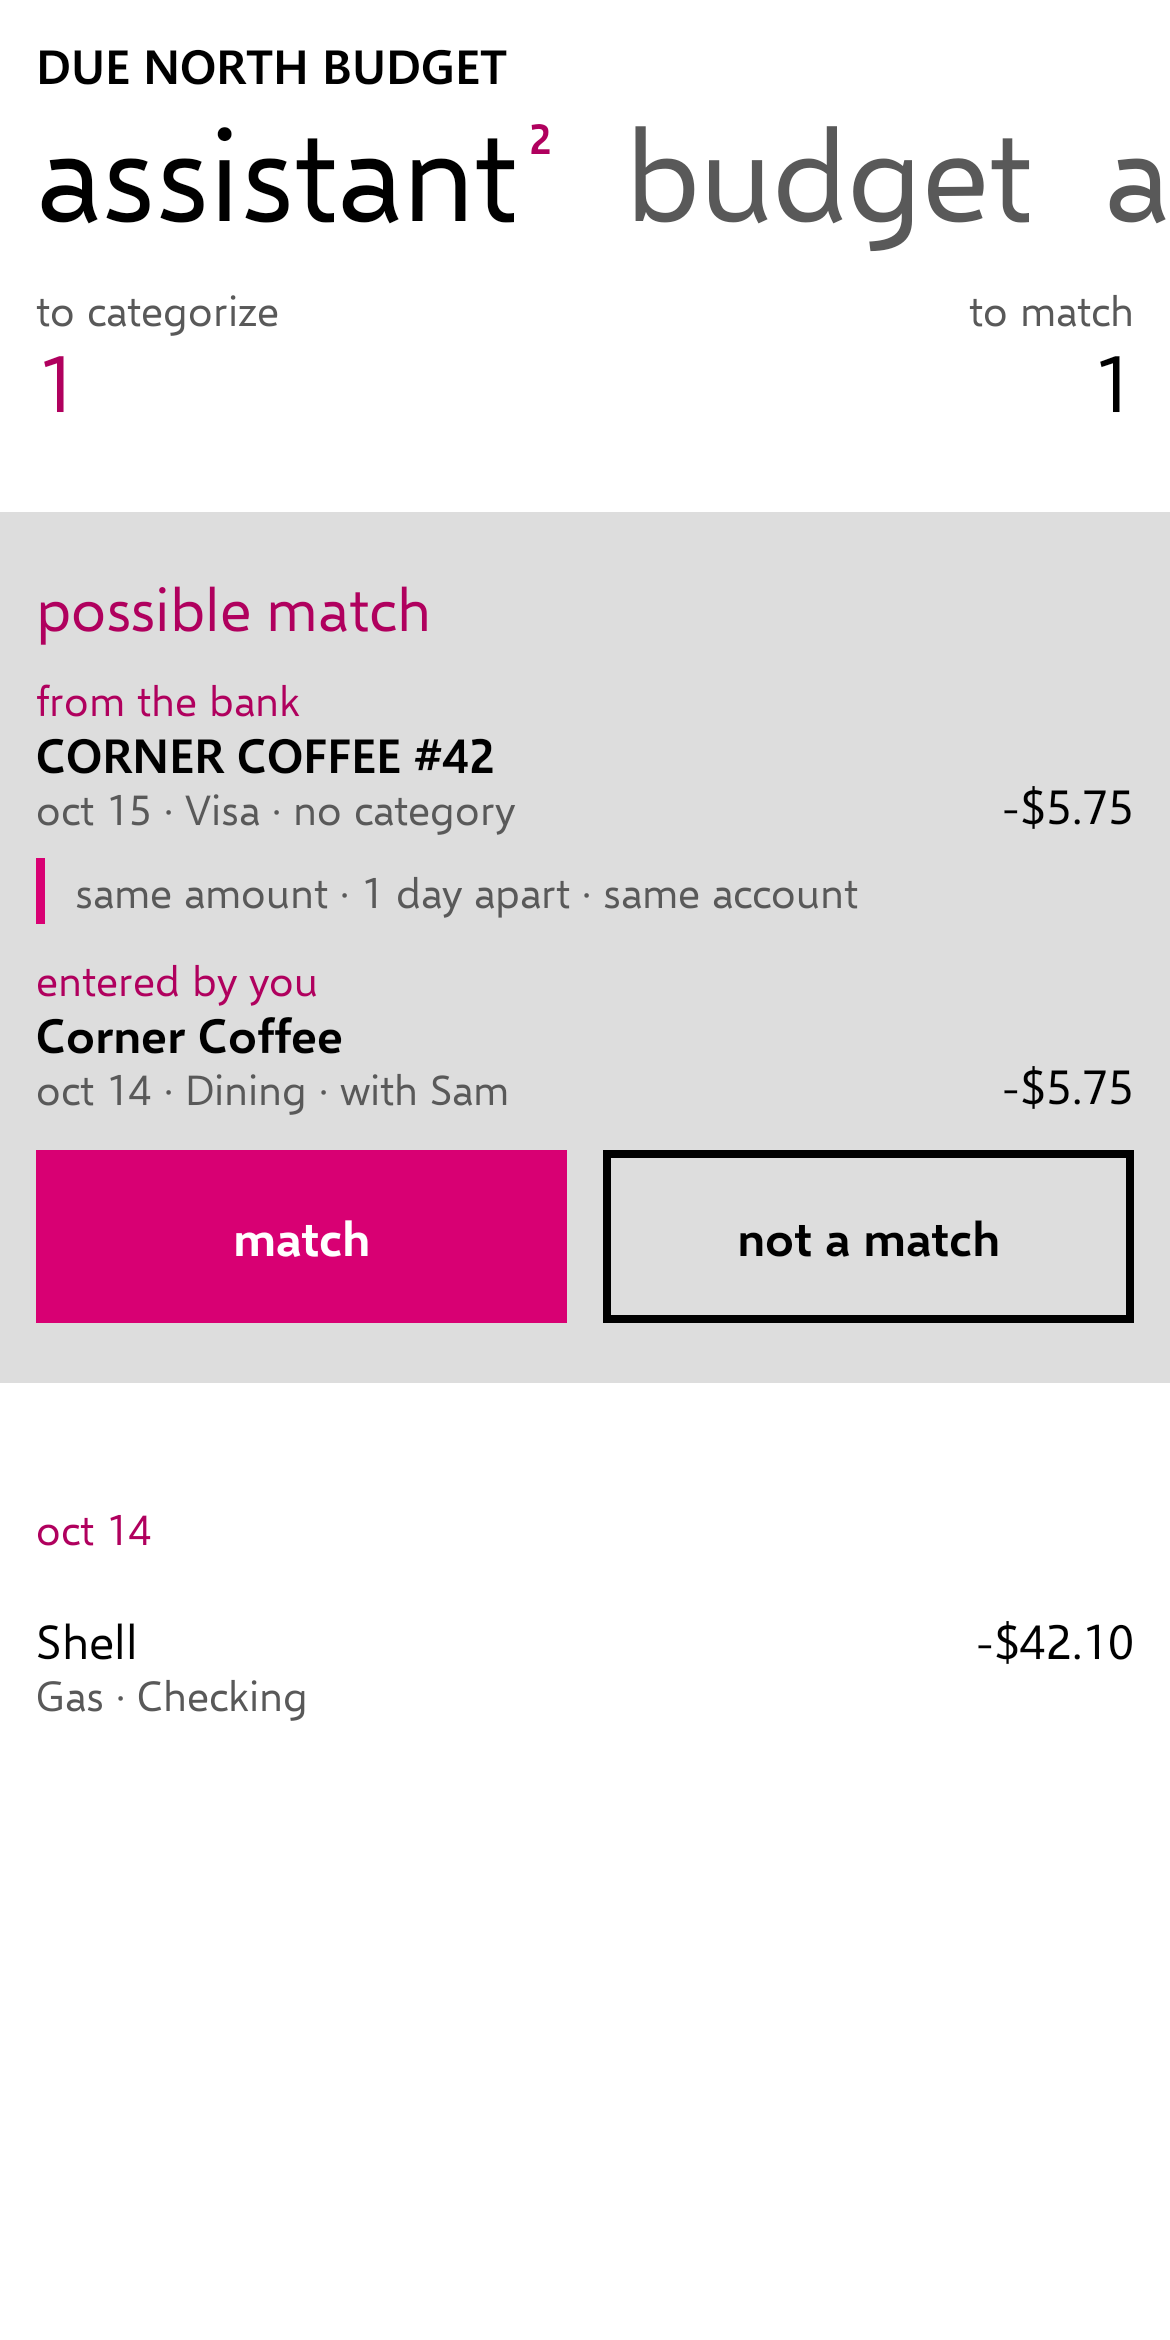 DUE NORTH BUDGET
assistant 2 budget a
to categorize to match
1 1
possible match
from the bank
CORNER COFFEE #42
oct 15 · Visa · no category -$5.75
same amount · 1 day apart · same account
entered by you
Corner Coffee
oct 14 · Dining · with Sam -$5.75
match not a match
oct 14
Shell -$42.10
Gas · Checking